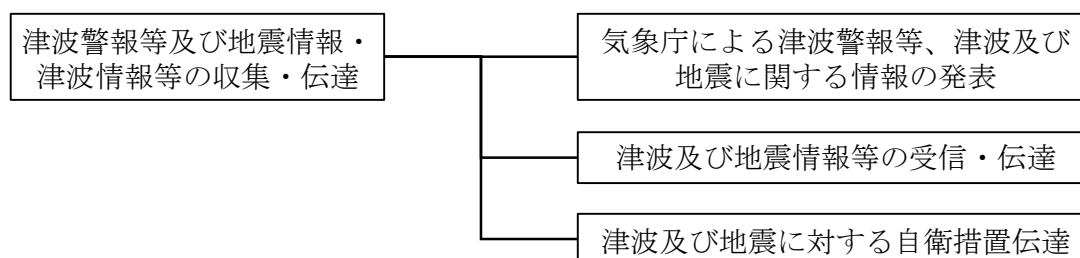 津波警報等及び地震情報・
津波情報等の収集・伝達
気象庁による津波警報等、津波及び
地震に関する情報の発表
津波及び地震情報等の受信・伝達
津波及び地震に対する自衛措置伝達